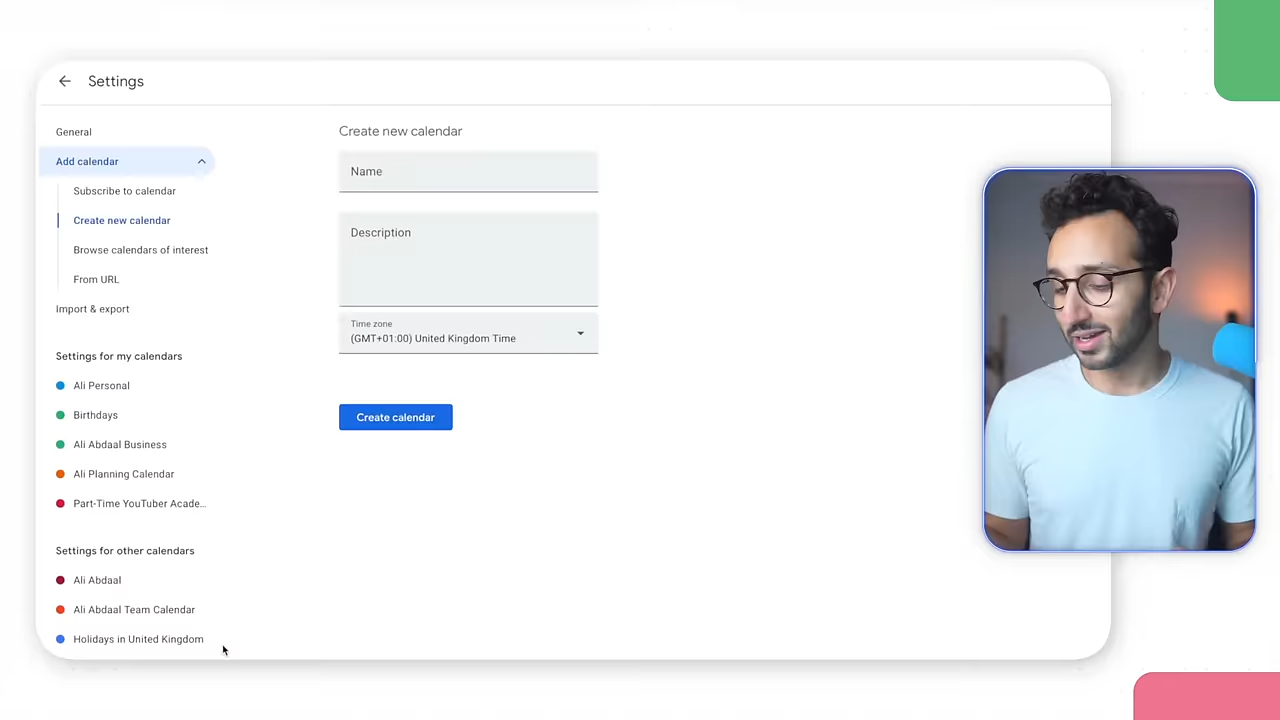 Settings
General
Add calendar
Subscribe to calendar
Create new calendar
Browse calendars of interest
From URL
Import & export
Settings for my calendars
Ali Personal
Birthdays
Ali Abdaal Business
Ali Planning Calendar
Part-Time YouTuber Acade...
Settings for other calendars
Ali Abdaal
Ali Abdaal Team Calendar
Holidays in United Kingdom
Create new calendar
Name
Description
Time zone
(GMT+01:00) United Kingdom Time
Create calendar